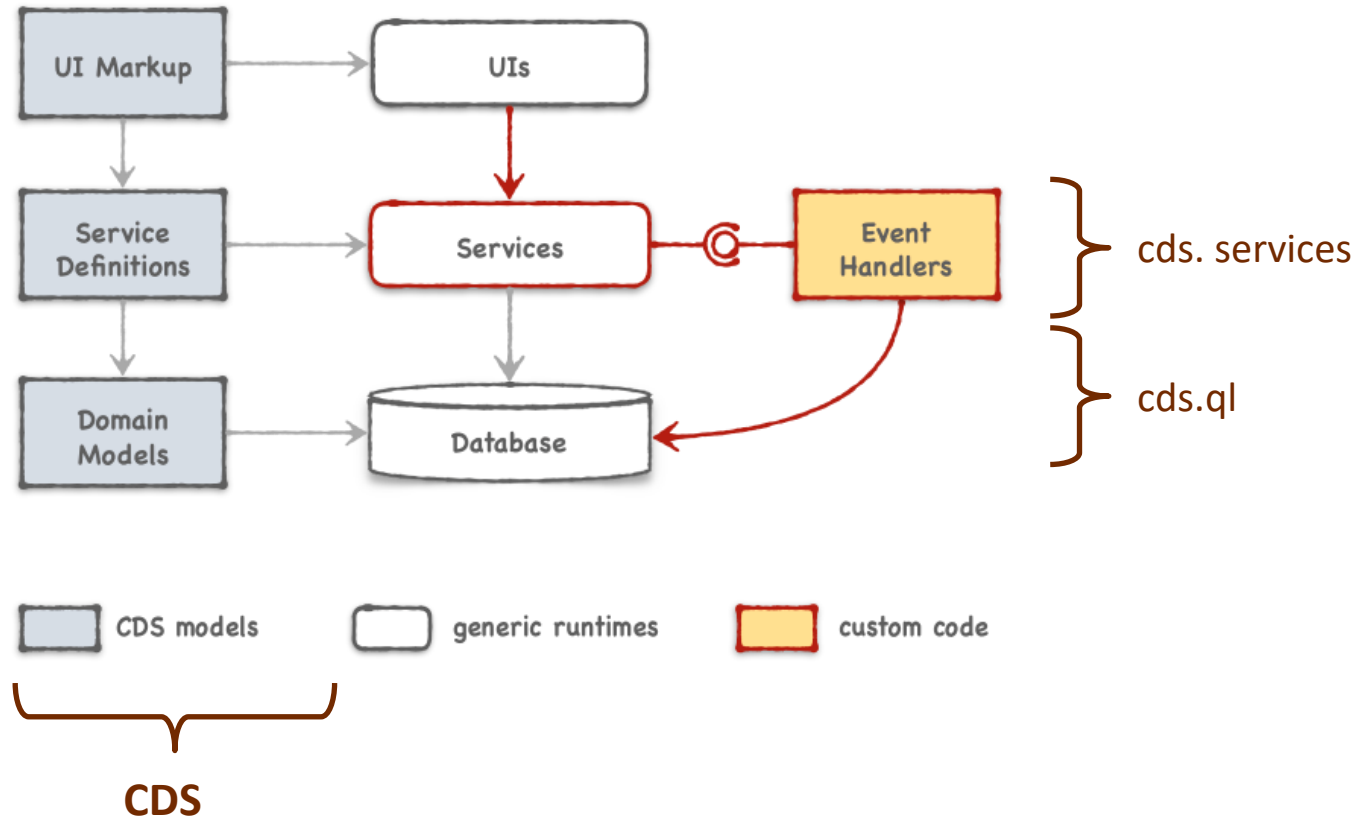 UI Markup
UIs
Service
Definitions
Services
Event
Handlers
cds. services
Domain
Models
Database
cds.ql
CDS models
generic runtimes
custom code
CDS